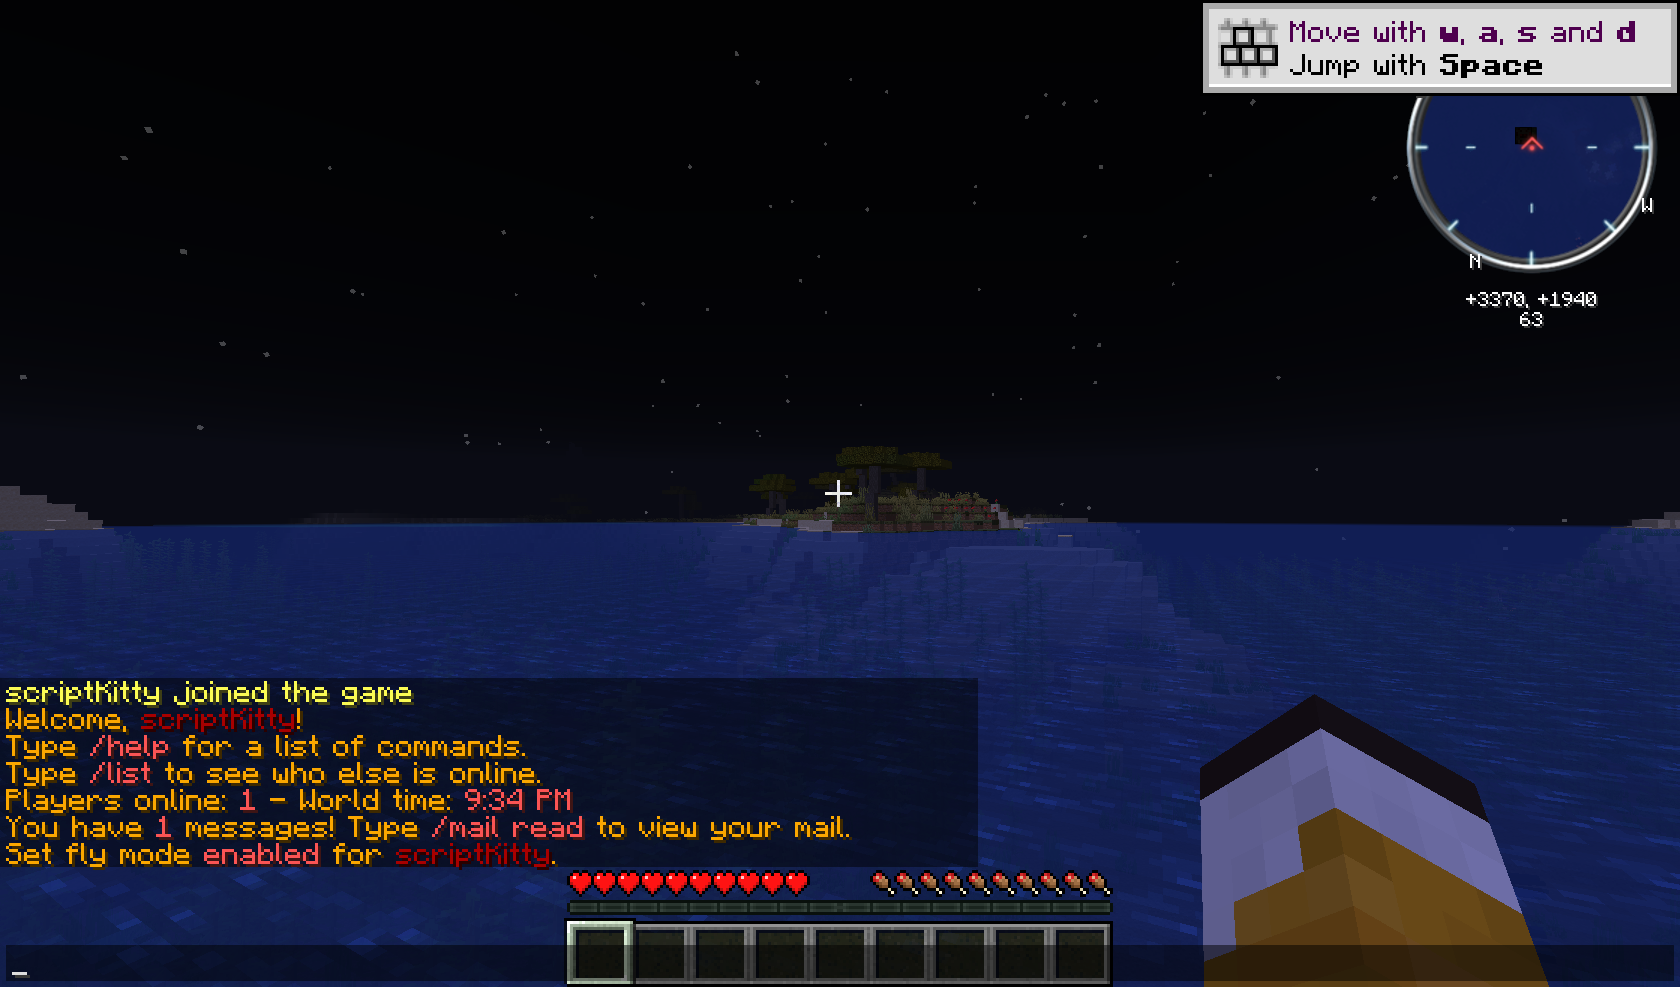 Move with w, a, s and d
Jump with Space
W
N
+3370, +1940
63
scriptKitty joined the game
Welcome, scriptKitty!
Type /help for a list of commands.
Type /list to see who else is online.
Players online: 1 - World time: 9:34 PM
You have 1 messages! Type /mail read to view your mail.
Set fly mode enabled for scriptKitty.
_